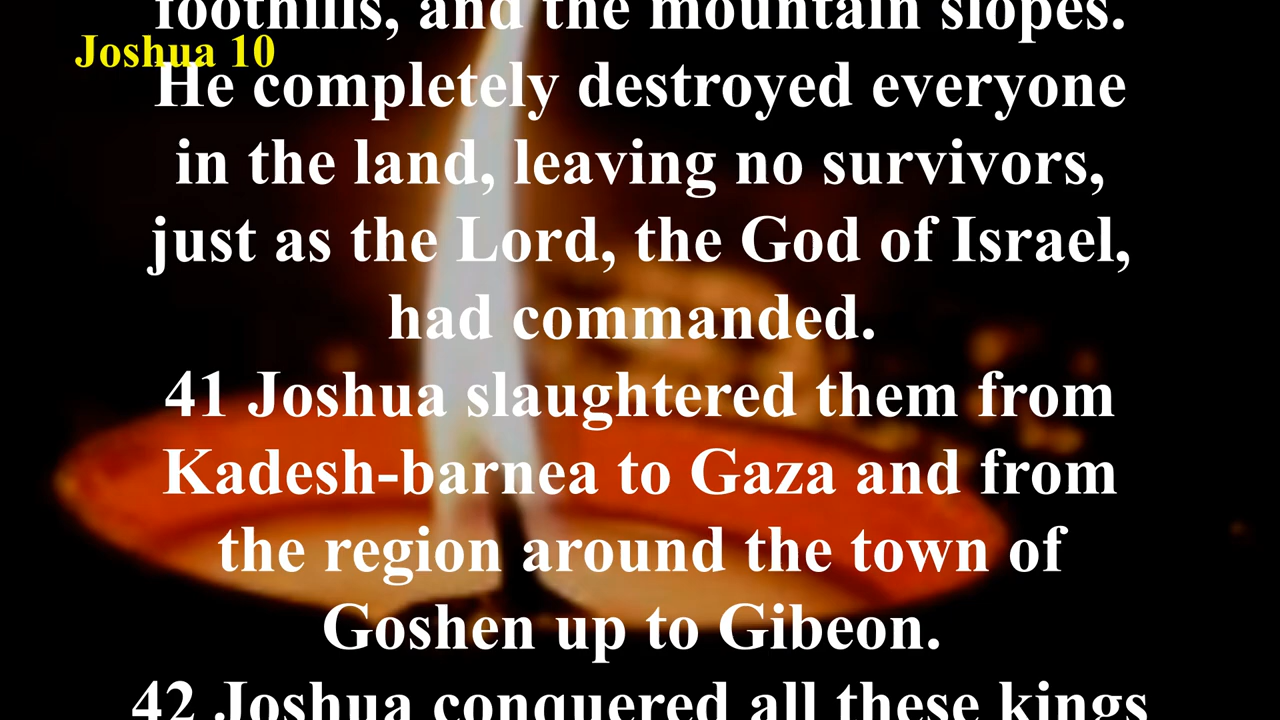 foothills, and the mountain slopes.
Joshua 10
He completely destroyed everyone
in the land, leaving no survivors,
just as the Lord, the God of Israel,
had commanded.
41 Joshua slaughtered them from
Kadesh-barnea to Gaza and from
the region around the town of
Goshen up to Gibeon.
42 Joshua conquered all these kings